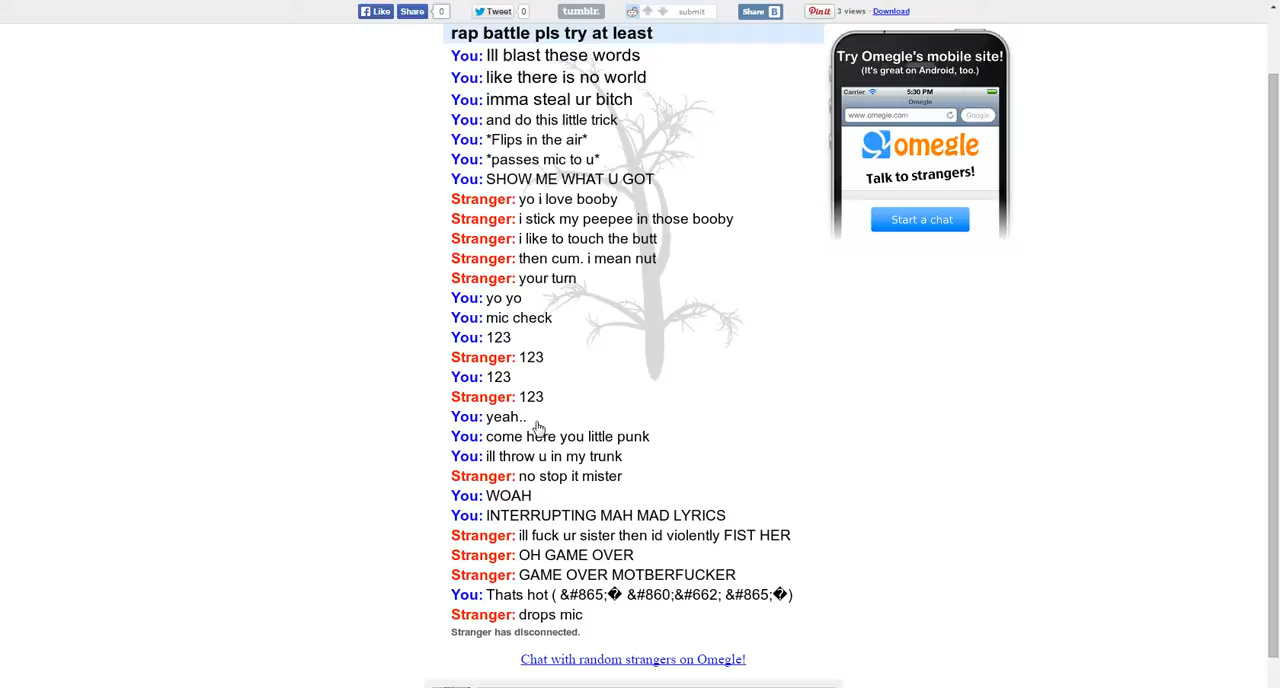 Like Share 0 Tweet 0 tumblr. submit Share B Pin it 3 views · Download
rap battle pls try at least
You: Ill blast these words
You: like there is no world
You: imma steal ur bitch
You: and do this little trick
You: *Flips in the air*
You: *passes mic to u*
You: SHOW ME WHAT U GOT
Stranger: yo i love booby
Stranger: i stick my peepee in those booby
Stranger: i like to touch the butt
Stranger: then cum. i mean nut
Stranger: your turn
You: yo yo
You: mic check
You: 123
Stranger: 123
You: 123
Stranger: 123
You: yeah..
You: come here you little punk
You: ill throw u in my trunk
Stranger: no stop it mister
You: WOAH
You: INTERRUPTING MAH MAD LYRICS
Stranger: ill fuck ur sister then id violently FIST HER
Stranger: OH GAME OVER
Stranger: GAME OVER MOTBERFUCKER
You: Thats hot ( &#865;� &#860;&#662; &#865;�)
Stranger: drops mic
Stranger has disconnected.
Chat with random strangers on Omegle!
Try Omegle's mobile site!
(It's great on Android, too.)
Carrier 5:30 PM
Omegle
www.omegle.com Google
omegle
Talk to strangers!
Start a chat